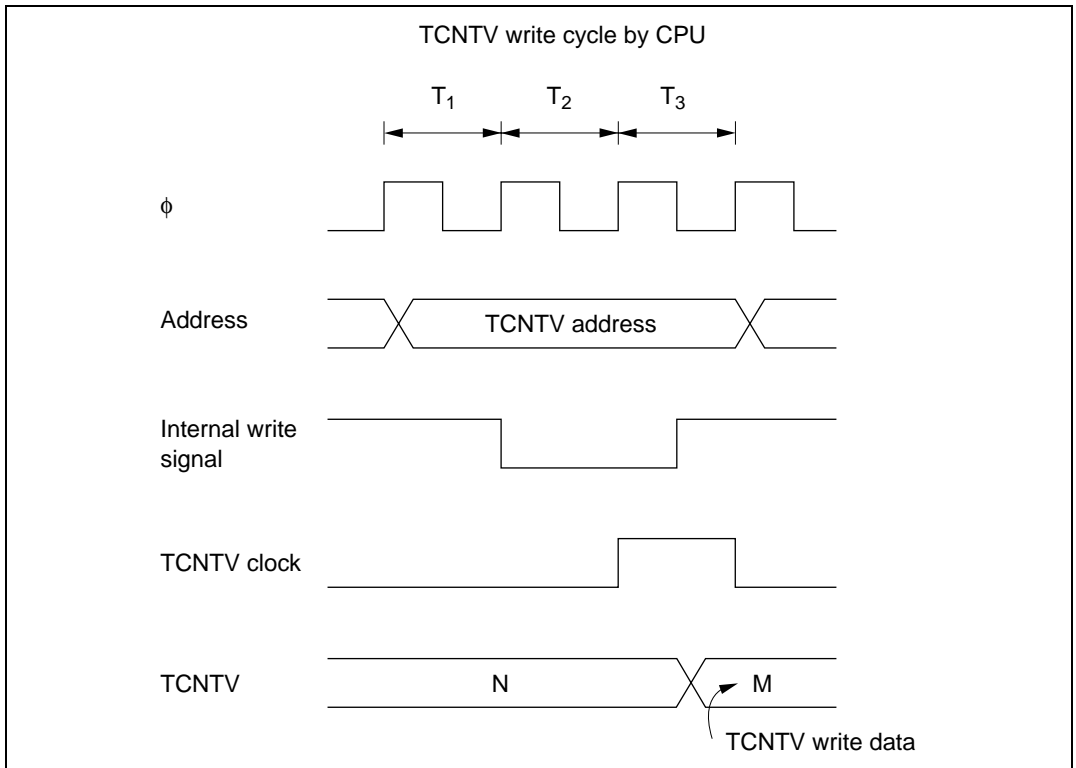 TCNTV write cycle by CPU
T1 T2 T3
ϕ
Address
TCNTV address
Internal write
signal
TCNTV clock
TCNTV
N
M
TCNTV write data